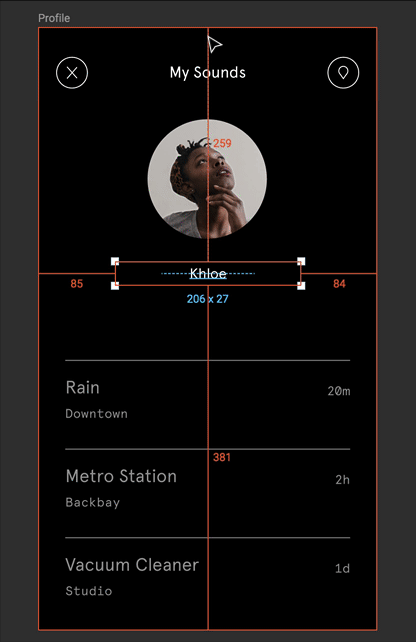 Profile
My Sounds
259
Khloe
85
84
206 x 27
Rain
20m
Downtown
381
Metro Station
2h
Backbay
Vacuum Cleaner
1d
Studio